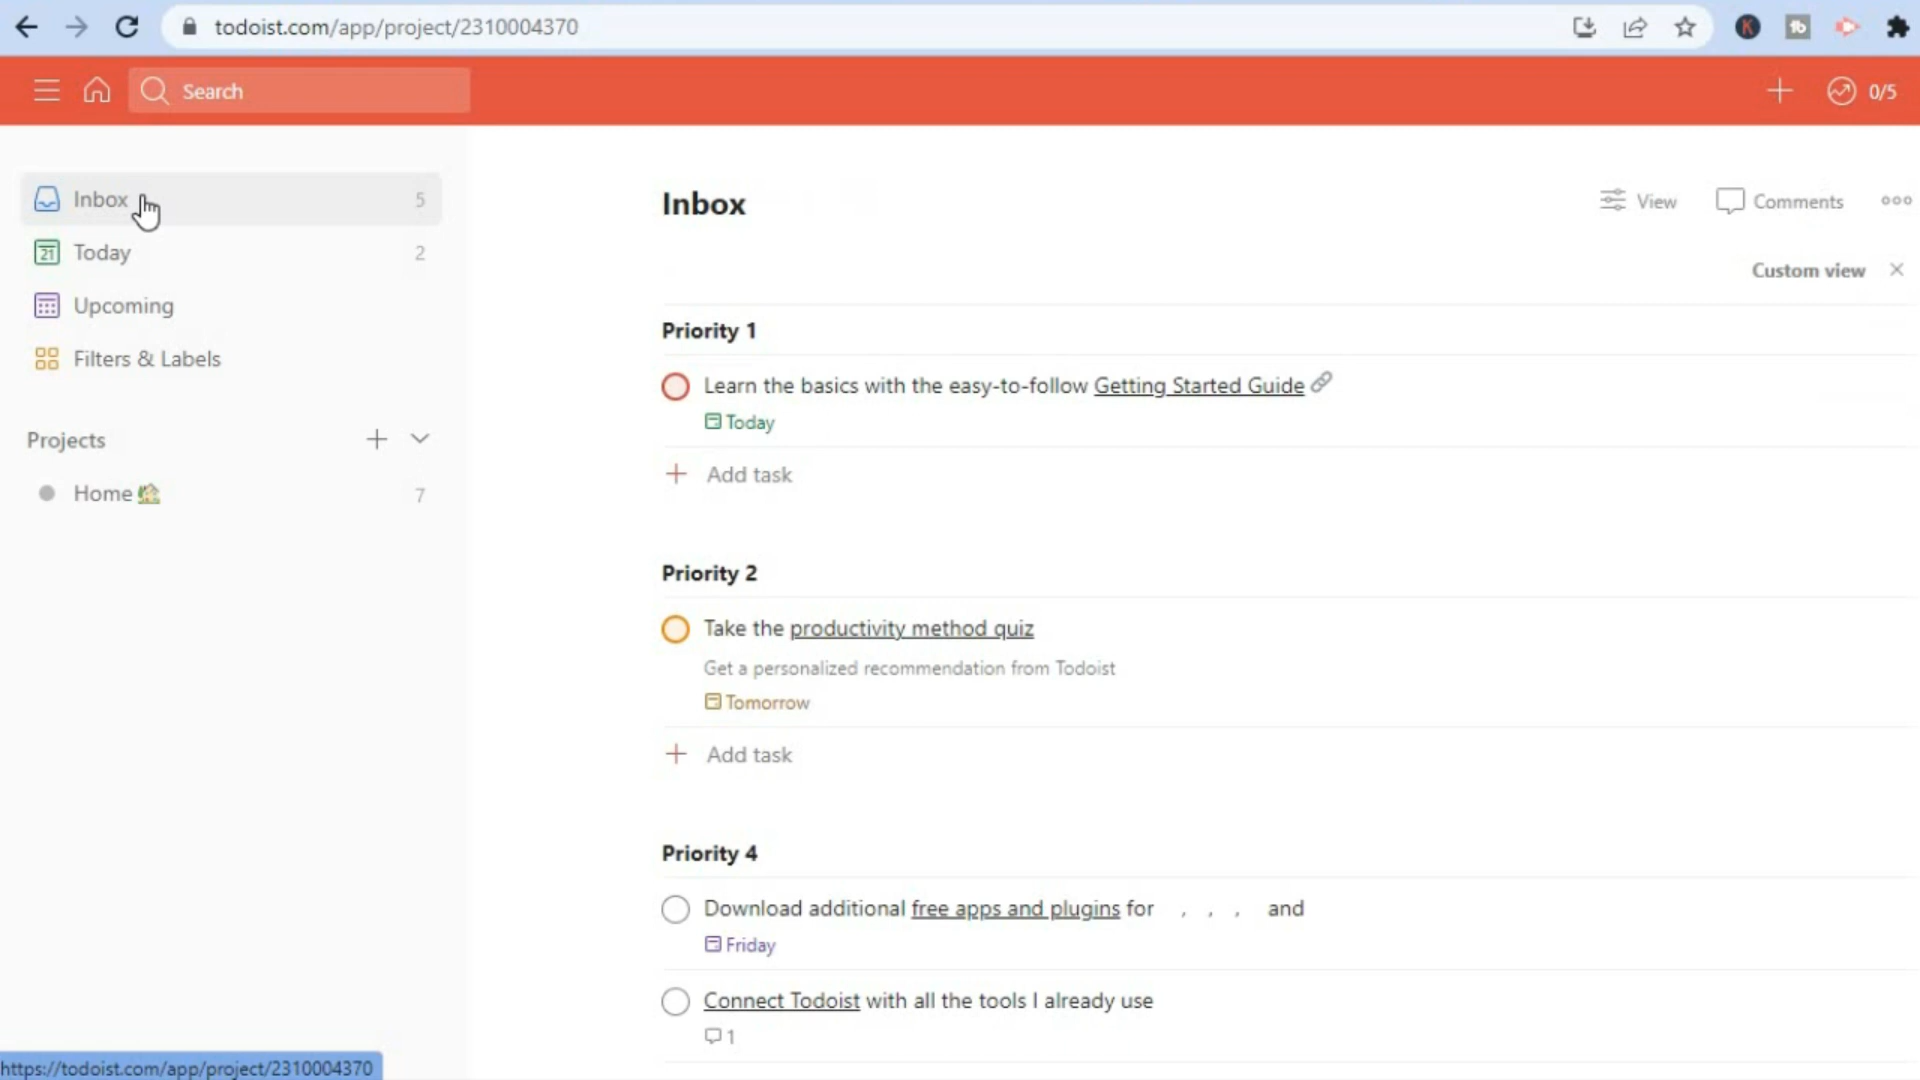 todoist.com/app/project/2310004370
Search
0/5
Inbox 5
21 Today 2
Upcoming
Filters & Labels
Projects
Home 7
Inbox
View Comments
Custom view
Priority 1
Learn the basics with the easy-to-follow Getting Started Guide
Today
Add task
Priority 2
Take the productivity method quiz
Get a personalized recommendation from Todoist
Tomorrow
Add task
Priority 4
Download additional free apps and plugins for , , , and
Friday
Connect Todoist with all the tools I already use
1
https://todoist.com/app/project/2310004370
K
tb